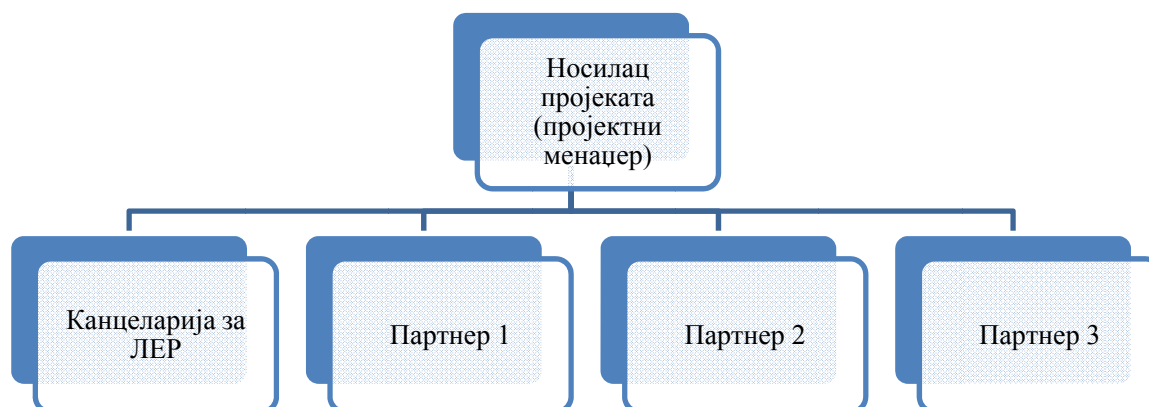 Носилац
пројеката
(пројектни
менаџер)
Канцеларија за
ЛЕР
Партнер 1
Партнер 2
Партнер 3